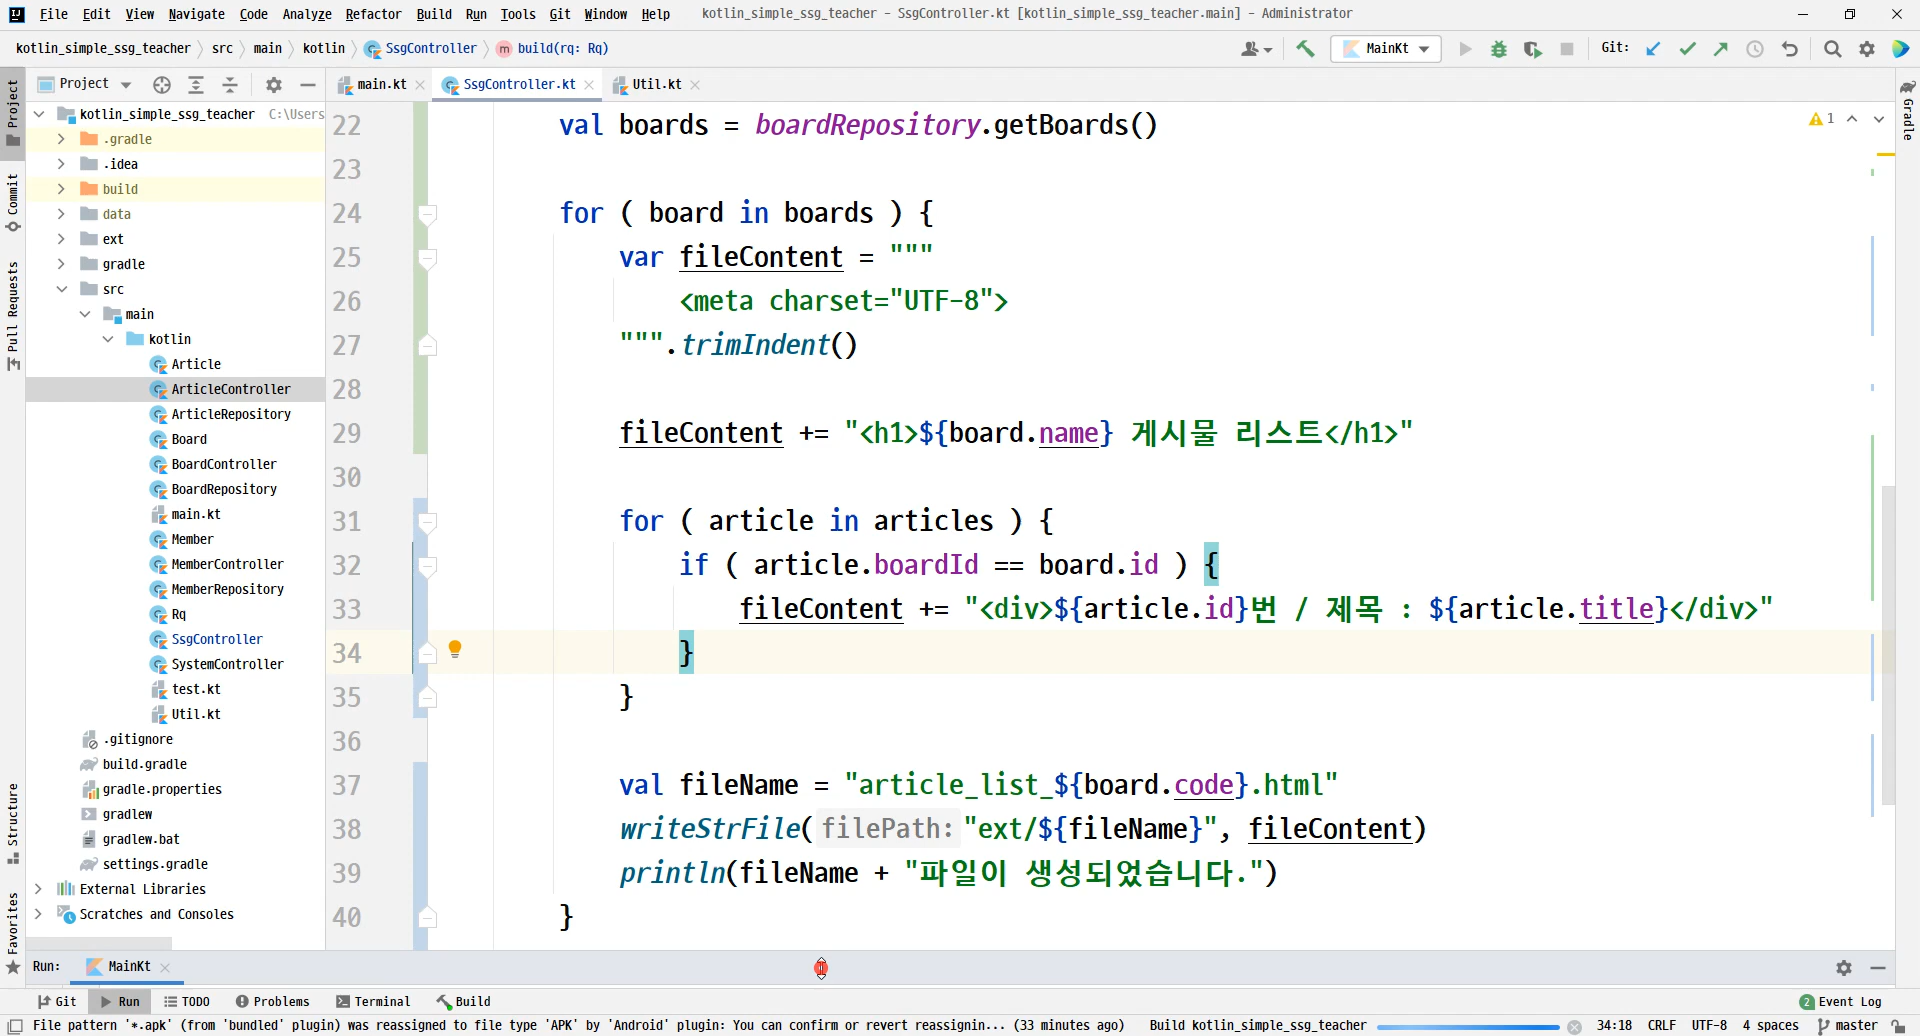 File Edit View Navigate Code Analyze Refactor Build Run Tools Git Window Help kotlin_simple_ssg_teacher - SsgController.kt [kotlin_simple_ssg_teacher.main] - Administrator
kotlin_simple_ssg_teacher src main kotlin SsgController build(rq: Rq) MainKt Git:
Project main.kt SsgController.kt Util.kt
kotlin_simple_ssg_teacher C:\Users
.gradle
.idea
build
data
ext
gradle
src
main
kotlin
Article
ArticleController
ArticleRepository
Board
BoardController
BoardRepository
main.kt
Member
MemberController
MemberRepository
Rq
SsgController
SystemController
test.kt
Util.kt
.gitignore
build.gradle
gradle.properties
gradlew
gradlew.bat
settings.gradle
External Libraries
Scratches and Consoles
Project
Commit
Pull Requests
Structure
Favorites
Gradle
1
22 val boards = boardRepository.getBoards()
23
24 for ( board in boards ) {
25 var fileContent = """
26 <meta charset="UTF-8">
27 """.trimIndent()
28
29 fileContent += "<h1>${board.name} 게시물 리스트</h1>"
30
31 for ( article in articles ) {
32 if ( article.boardId == board.id ) {
33 fileContent += "<div>${article.id}번 / 제목 : ${article.title}</div>"
34 }
35 }
36
37 val fileName = "article_list_${board.code}.html"
38 writeStrFile( filePath: "ext/${fileName}", fileContent)
39 println(fileName + "파일이 생성되었습니다.")
40 }
Run: MainKt
Git Run TODO Problems Terminal Build 2 Event Log
File pattern '*.apk' (from 'bundled' plugin) was reassigned to file type 'APK' by 'Android' plugin: You can confirm or revert reassignin... (33 minutes ago) Build kotlin_simple_ssg_teacher 34:18 CRLF UTF-8 4 spaces master